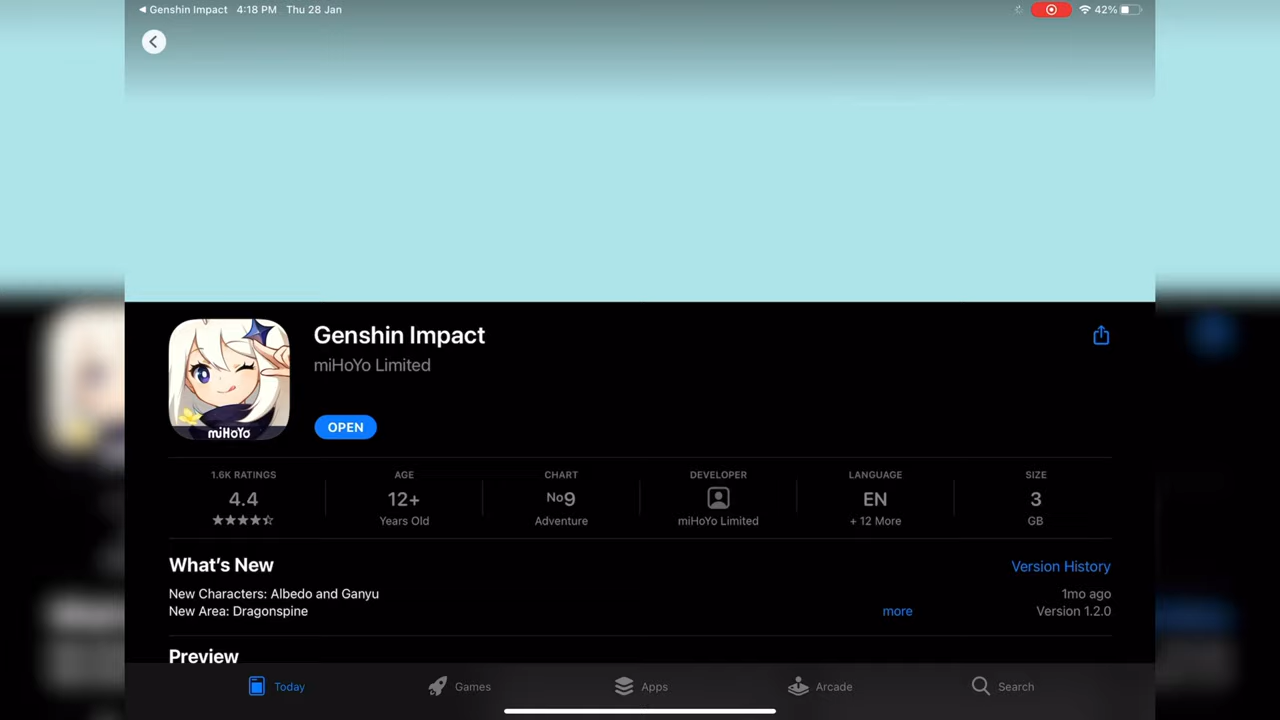 ◀ Genshin Impact 4:18 PM Thu 28 Jan 42%
Genshin Impact
miHoYo Limited
miHoYo
OPEN
1.6K RATINGS AGE CHART DEVELOPER LANGUAGE SIZE
4.4 12+ No9 EN 3
★★★★⯪ Years Old Adventure miHoYo Limited + 12 More GB
What's New Version History
New Characters: Albedo and Ganyu 1mo ago
New Area: Dragonspine more Version 1.2.0
Preview
Today Games Apps Arcade Search